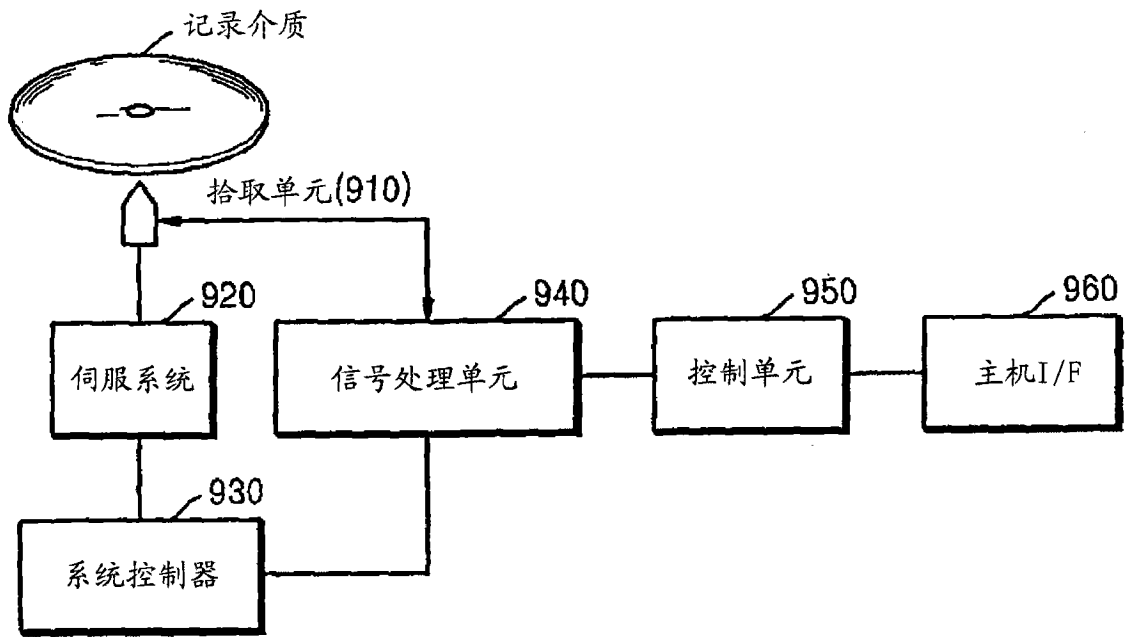 记录介质
拾取单元(910)
920
940
950
960
伺服系统
信号处理单元
控制单元
主机I/F
930
系统控制器